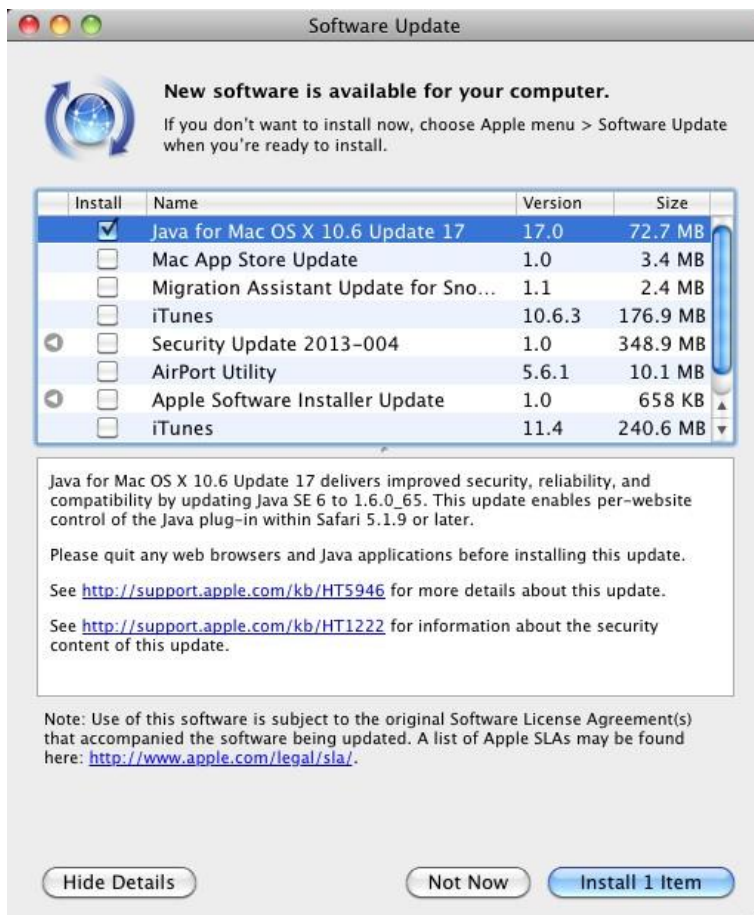 Software Update
New software is available for your computer.
If you don't want to install now, choose Apple menu > Software Update
when you're ready to install.
Install Name Version Size
Java for Mac OS X 10.6 Update 17 17.0 72.7 MB
Mac App Store Update 1.0 3.4 MB
Migration Assistant Update for Sno... 1.1 2.4 MB
iTunes 10.6.3 176.9 MB
Security Update 2013-004 1.0 348.9 MB
AirPort Utility 5.6.1 10.1 MB
Apple Software Installer Update 1.0 658 KB
iTunes 11.4 240.6 MB
Java for Mac OS X 10.6 Update 17 delivers improved security, reliability, and
compatibility by updating Java SE 6 to 1.6.0_65. This update enables per-website
control of the Java plug-in within Safari 5.1.9 or later.
Please quit any web browsers and Java applications before installing this update.
See http://support.apple.com/kb/HT5946 for more details about this update.
See http://support.apple.com/kb/HT1222 for information about the security
content of this update.
Note: Use of this software is subject to the original Software License Agreement(s)
that accompanied the software being updated. A list of Apple SLAs may be found
here: http://www.apple.com/legal/sla/.
Hide Details Not Now Install 1 Item